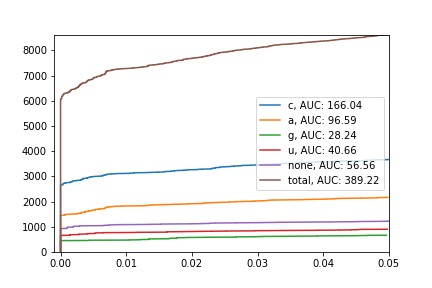 8000
7000
6000
5000
4000
3000
2000
1000
0
c, AUC: 166.04
a, AUC: 96.59
g, AUC: 28.24
u, AUC: 40.66
none, AUC: 56.56
total, AUC: 389.22
0.00 0.01 0.02 0.03 0.04 0.05